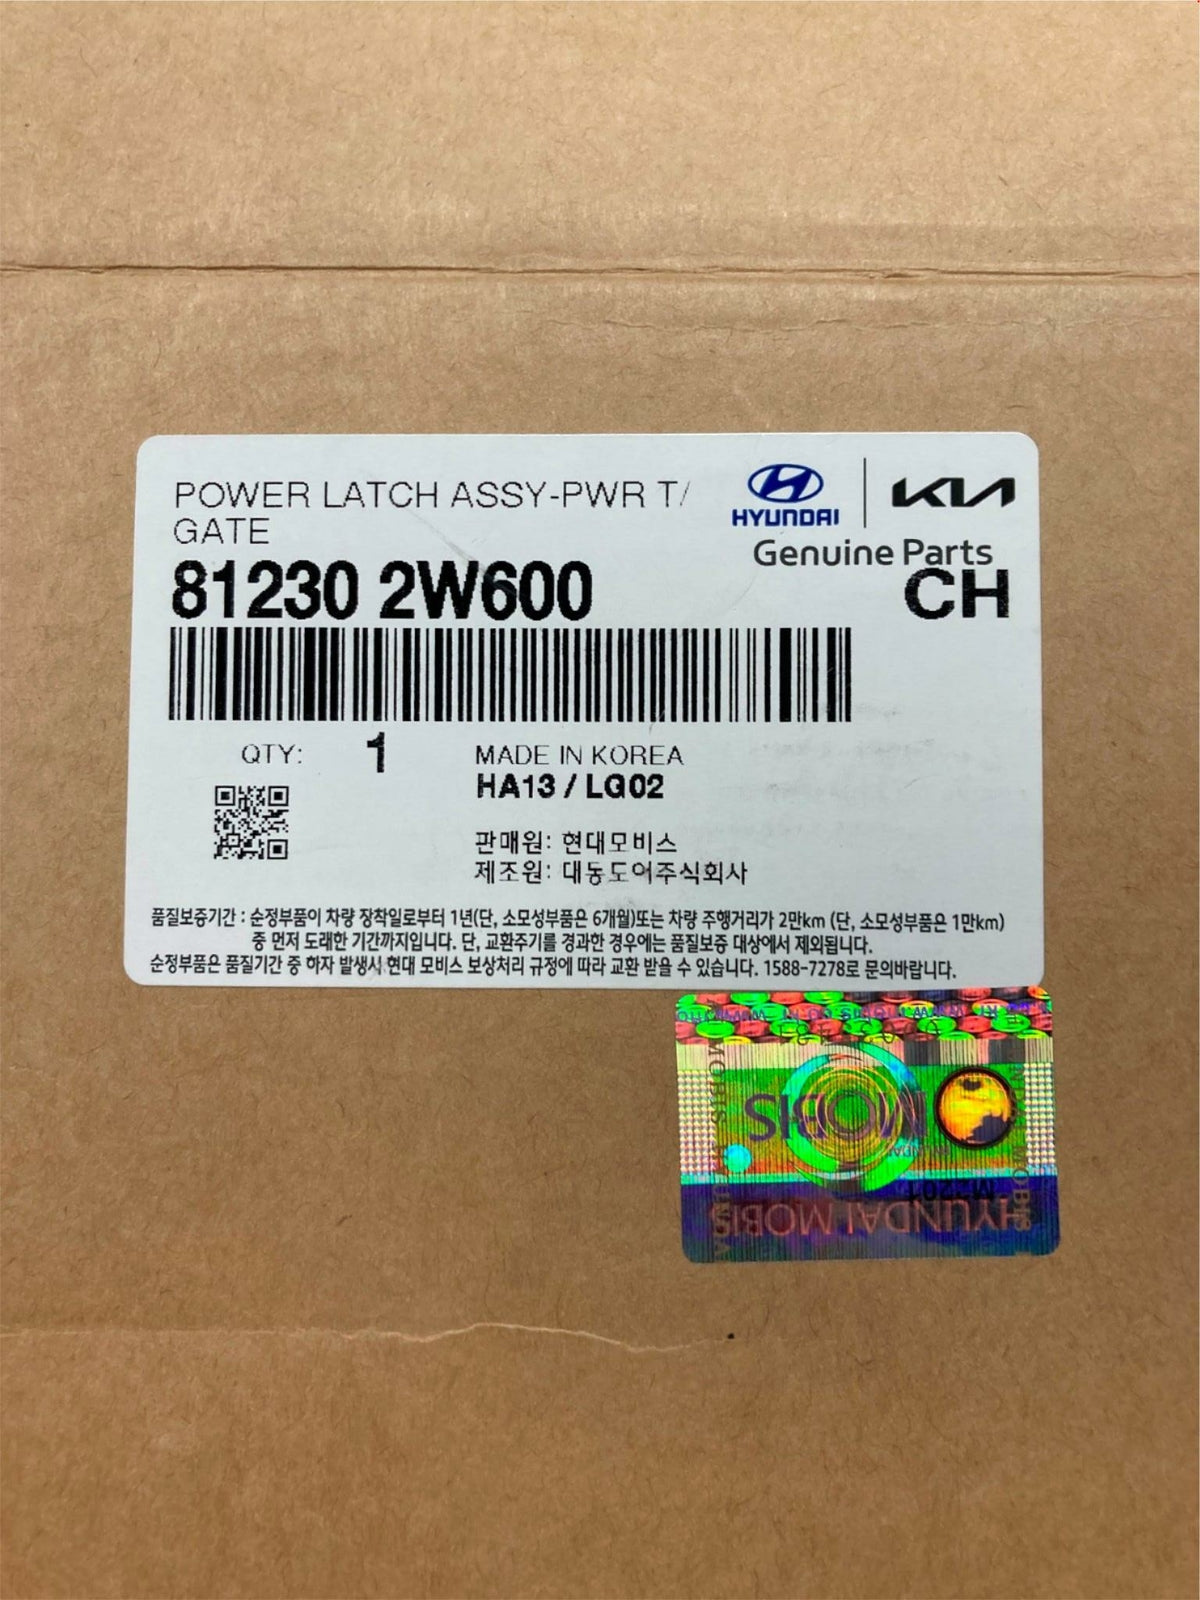 POWER LATCH ASSY-PWR T/
GATE
HYUNDAI
KIA
Genuine Parts
81230 2W600
CH
QTY: 1
MADE IN KOREA
HA13 / LG02
판매원: 현대모비스
제조원: 대동도어주식회사
품질보증기간 : 순정부품이 차량 장착일로부터 1년(단, 소모성부품은 6개월)또는 차량 주행거리가 2만km (단, 소모성부품은 1만km)
중 먼저 도래한 기간까지입니다. 단, 교환주기를 경과한 경우에는 품질보증 대상에서 제외됩니다.
순정부품은 품질기간 중 하자 발생시 현대 모비스 보상처리 규정에 따라 교환 받을 수 있습니다. 1588-7278로 문의바랍니다.
MOBIS
HYUNDAI MOBIS